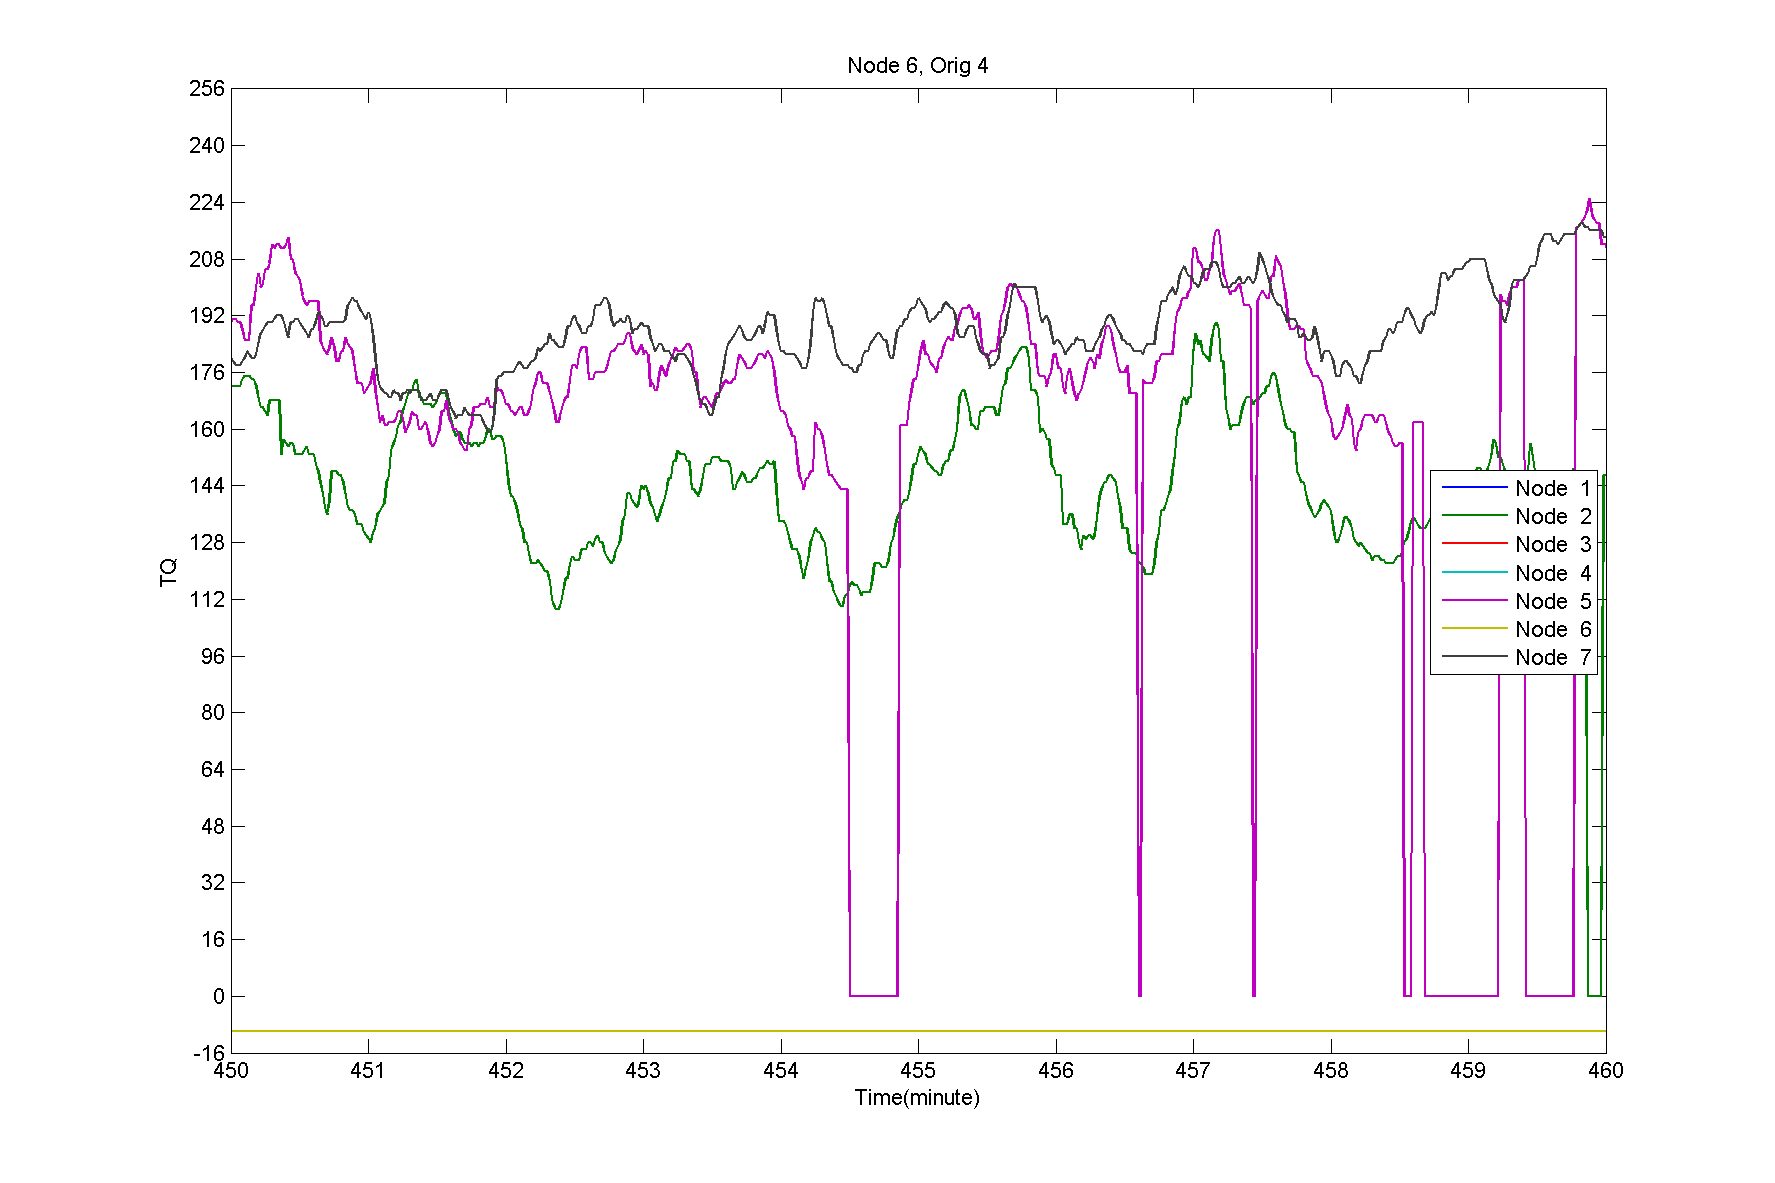 Node 6, Orig 4
256
240
224
208
192
176
160
144
128
112
96
80
64
48
32
16
0
-16
TQ
Node 1
Node 2
Node 3
Node 4
Node 5
Node 6
Node 7
450 451 452 453 454 455 456 457 458 459 460
Time(minute)